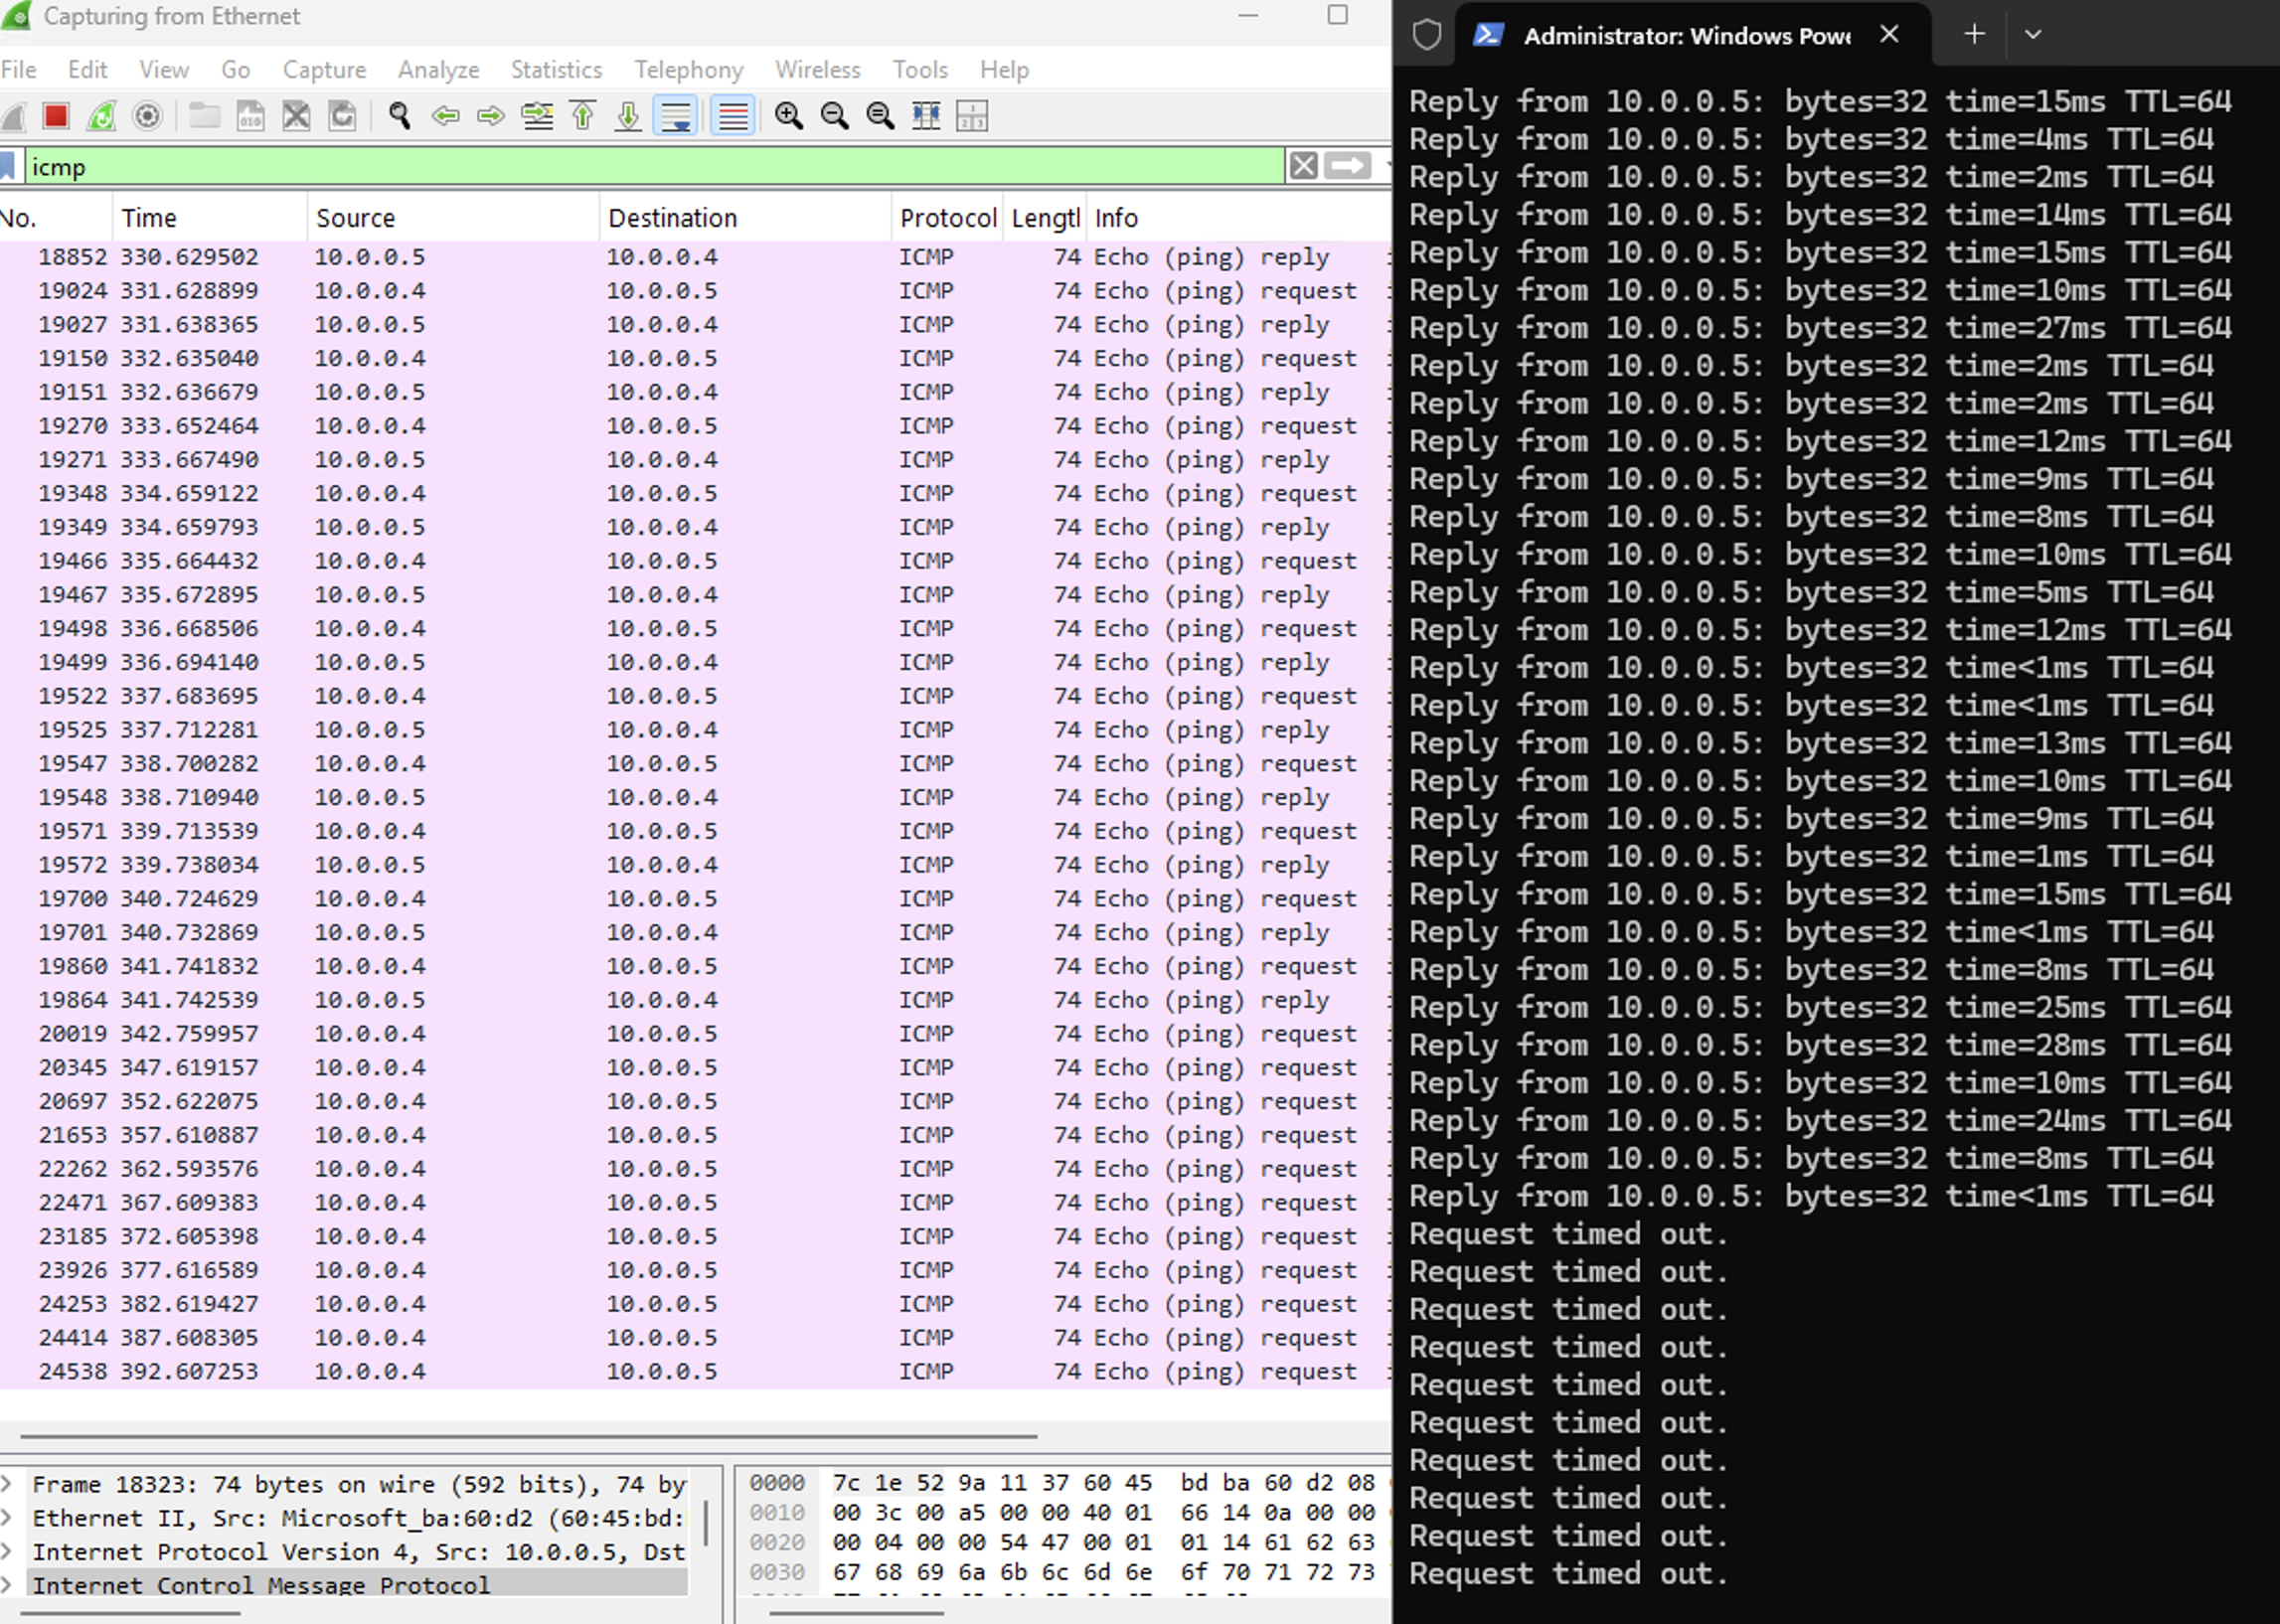 Capturing from Ethernet
File Edit View Go Capture Analyze Statistics Telephony Wireless Tools Help
icmp
No. Time Source Destination Protocol Lengtl Info
18852 330.629502 10.0.0.5 10.0.0.4 ICMP 74 Echo (ping) reply
19024 331.628899 10.0.0.4 10.0.0.5 ICMP 74 Echo (ping) request
19027 331.638365 10.0.0.5 10.0.0.4 ICMP 74 Echo (ping) reply
19150 332.635040 10.0.0.4 10.0.0.5 ICMP 74 Echo (ping) request
19151 332.636679 10.0.0.5 10.0.0.4 ICMP 74 Echo (ping) reply
19270 333.652464 10.0.0.4 10.0.0.5 ICMP 74 Echo (ping) request
19271 333.667490 10.0.0.5 10.0.0.4 ICMP 74 Echo (ping) reply
19348 334.659122 10.0.0.4 10.0.0.5 ICMP 74 Echo (ping) request
19349 334.659793 10.0.0.5 10.0.0.4 ICMP 74 Echo (ping) reply
19466 335.664432 10.0.0.4 10.0.0.5 ICMP 74 Echo (ping) request
19467 335.672895 10.0.0.5 10.0.0.4 ICMP 74 Echo (ping) reply
19498 336.668506 10.0.0.4 10.0.0.5 ICMP 74 Echo (ping) request
19499 336.694140 10.0.0.5 10.0.0.4 ICMP 74 Echo (ping) reply
19522 337.683695 10.0.0.4 10.0.0.5 ICMP 74 Echo (ping) request
19525 337.712281 10.0.0.5 10.0.0.4 ICMP 74 Echo (ping) reply
19547 338.700282 10.0.0.4 10.0.0.5 ICMP 74 Echo (ping) request
19548 338.710940 10.0.0.5 10.0.0.4 ICMP 74 Echo (ping) reply
19571 339.713539 10.0.0.4 10.0.0.5 ICMP 74 Echo (ping) request
19572 339.738034 10.0.0.5 10.0.0.4 ICMP 74 Echo (ping) reply
19700 340.724629 10.0.0.4 10.0.0.5 ICMP 74 Echo (ping) request
19701 340.732869 10.0.0.5 10.0.0.4 ICMP 74 Echo (ping) reply
19860 341.741832 10.0.0.4 10.0.0.5 ICMP 74 Echo (ping) request
19864 341.742539 10.0.0.5 10.0.0.4 ICMP 74 Echo (ping) reply
20019 342.759957 10.0.0.4 10.0.0.5 ICMP 74 Echo (ping) request
20345 347.619157 10.0.0.4 10.0.0.5 ICMP 74 Echo (ping) request
20697 352.622075 10.0.0.4 10.0.0.5 ICMP 74 Echo (ping) request
21653 357.610887 10.0.0.4 10.0.0.5 ICMP 74 Echo (ping) request
22262 362.593576 10.0.0.4 10.0.0.5 ICMP 74 Echo (ping) request
22471 367.609383 10.0.0.4 10.0.0.5 ICMP 74 Echo (ping) request
23185 372.605398 10.0.0.4 10.0.0.5 ICMP 74 Echo (ping) request
23926 377.616589 10.0.0.4 10.0.0.5 ICMP 74 Echo (ping) request
24253 382.619427 10.0.0.4 10.0.0.5 ICMP 74 Echo (ping) request
24414 387.608305 10.0.0.4 10.0.0.5 ICMP 74 Echo (ping) request
24538 392.607253 10.0.0.4 10.0.0.5 ICMP 74 Echo (ping) request
Frame 18323: 74 bytes on wire (592 bits), 74 by
Ethernet II, Src: Microsoft_ba:60:d2 (60:45:bd:
Internet Protocol Version 4, Src: 10.0.0.5, Dst
Internet Control Message Protocol
0000 7c 1e 52 9a 11 37 60 45 bd ba 60 d2 08
0010 00 3c 00 a5 00 00 40 01 66 14 0a 00 00
0020 00 04 00 00 54 47 00 01 01 14 61 62 63
0030 67 68 69 6a 6b 6c 6d 6e 6f 70 71 72 73
Administrator: Windows Powe
Reply from 10.0.0.5: bytes=32 time=15ms TTL=64
Reply from 10.0.0.5: bytes=32 time=4ms TTL=64
Reply from 10.0.0.5: bytes=32 time=2ms TTL=64
Reply from 10.0.0.5: bytes=32 time=14ms TTL=64
Reply from 10.0.0.5: bytes=32 time=15ms TTL=64
Reply from 10.0.0.5: bytes=32 time=10ms TTL=64
Reply from 10.0.0.5: bytes=32 time=27ms TTL=64
Reply from 10.0.0.5: bytes=32 time=2ms TTL=64
Reply from 10.0.0.5: bytes=32 time=2ms TTL=64
Reply from 10.0.0.5: bytes=32 time=12ms TTL=64
Reply from 10.0.0.5: bytes=32 time=9ms TTL=64
Reply from 10.0.0.5: bytes=32 time=8ms TTL=64
Reply from 10.0.0.5: bytes=32 time=10ms TTL=64
Reply from 10.0.0.5: bytes=32 time=5ms TTL=64
Reply from 10.0.0.5: bytes=32 time=12ms TTL=64
Reply from 10.0.0.5: bytes=32 time<1ms TTL=64
Reply from 10.0.0.5: bytes=32 time<1ms TTL=64
Reply from 10.0.0.5: bytes=32 time=13ms TTL=64
Reply from 10.0.0.5: bytes=32 time=10ms TTL=64
Reply from 10.0.0.5: bytes=32 time=9ms TTL=64
Reply from 10.0.0.5: bytes=32 time=1ms TTL=64
Reply from 10.0.0.5: bytes=32 time=15ms TTL=64
Reply from 10.0.0.5: bytes=32 time<1ms TTL=64
Reply from 10.0.0.5: bytes=32 time=8ms TTL=64
Reply from 10.0.0.5: bytes=32 time=25ms TTL=64
Reply from 10.0.0.5: bytes=32 time=28ms TTL=64
Reply from 10.0.0.5: bytes=32 time=10ms TTL=64
Reply from 10.0.0.5: bytes=32 time=24ms TTL=64
Reply from 10.0.0.5: bytes=32 time=8ms TTL=64
Reply from 10.0.0.5: bytes=32 time<1ms TTL=64
Request timed out.
Request timed out.
Request timed out.
Request timed out.
Request timed out.
Request timed out.
Request timed out.
Request timed out.
Request timed out.
Request timed out.